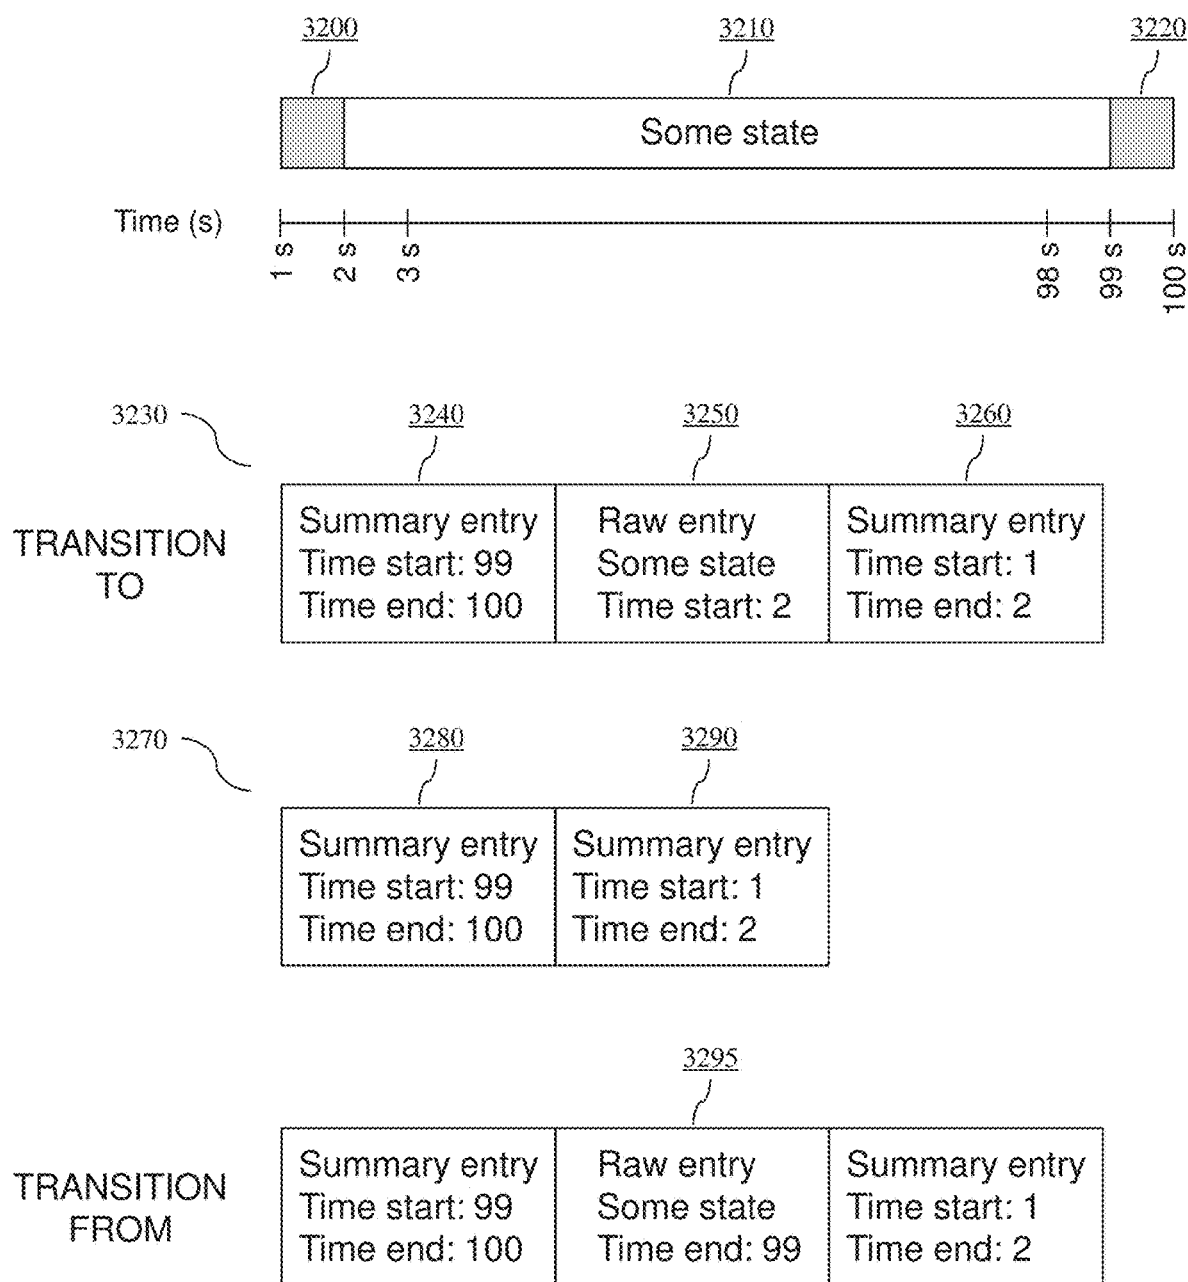 3200 3210 3220
Some state
Time (s)
1 s 2 s 3 s 98 s 99 s 100 s
3230 3240 3250 3260
TRANSITION
TO
Summary entry
Time start: 99
Time end: 100
Raw entry
Some state
Time start: 2
Summary entry
Time start: 1
Time end: 2
3270 3280 3290
Summary entry
Time start: 99
Time end: 100
Summary entry
Time start: 1
Time end: 2
3295
TRANSITION
FROM
Summary entry
Time start: 99
Time end: 100
Raw entry
Some state
Time end: 99
Summary entry
Time start: 1
Time end: 2